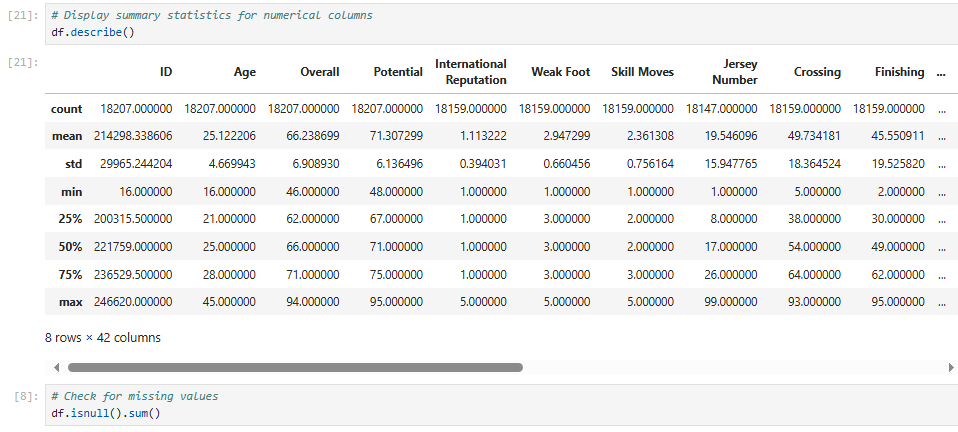 [21]: # Display summary statistics for numerical columns
df.describe()
[21]:
ID Age Overall Potential International Reputation Weak Foot Skill Moves Jersey Number Crossing Finishing ...
count 18207.000000 18207.000000 18207.000000 18207.000000 18159.000000 18159.000000 18159.000000 18147.000000 18159.000000 18159.000000 ...
mean 214298.338606 25.122206 66.238699 71.307299 1.113222 2.947299 2.361308 19.546096 49.734181 45.550911 ...
std 29965.244204 4.669943 6.908930 6.136496 0.394031 0.660456 0.756164 15.947765 18.364524 19.525820 ...
min 16.000000 16.000000 46.000000 48.000000 1.000000 1.000000 1.000000 1.000000 5.000000 2.000000 ...
25% 200315.500000 21.000000 62.000000 67.000000 1.000000 3.000000 2.000000 8.000000 38.000000 30.000000 ...
50% 221759.000000 25.000000 66.000000 71.000000 1.000000 3.000000 2.000000 17.000000 54.000000 49.000000 ...
75% 236529.500000 28.000000 71.000000 75.000000 1.000000 3.000000 3.000000 26.000000 64.000000 62.000000 ...
max 246620.000000 45.000000 94.000000 95.000000 5.000000 5.000000 5.000000 99.000000 93.000000 95.000000 ...
8 rows × 42 columns
[8]: # Check for missing values
df.isnull().sum()